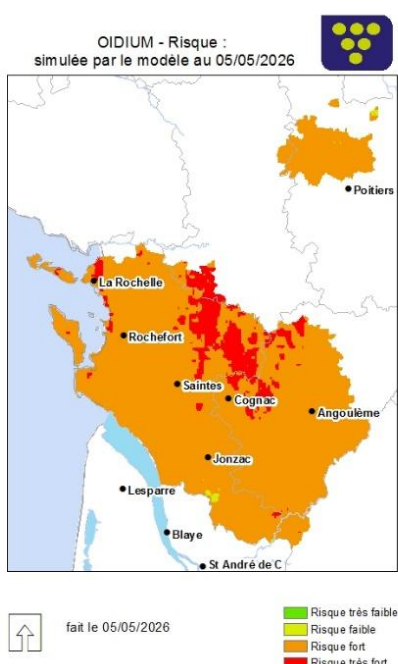 OIDIUM - Risque :
simulée par le modèle au 05/05/2026
Poitiers
La Rochelle
Rochefort
Saintes
Cognac
Angoulème
Jonzac
Lesparre
Blaye
St André de C
fait le 05/05/2026
Risque très faible
Risque faible
Risque fort
Risque très fort